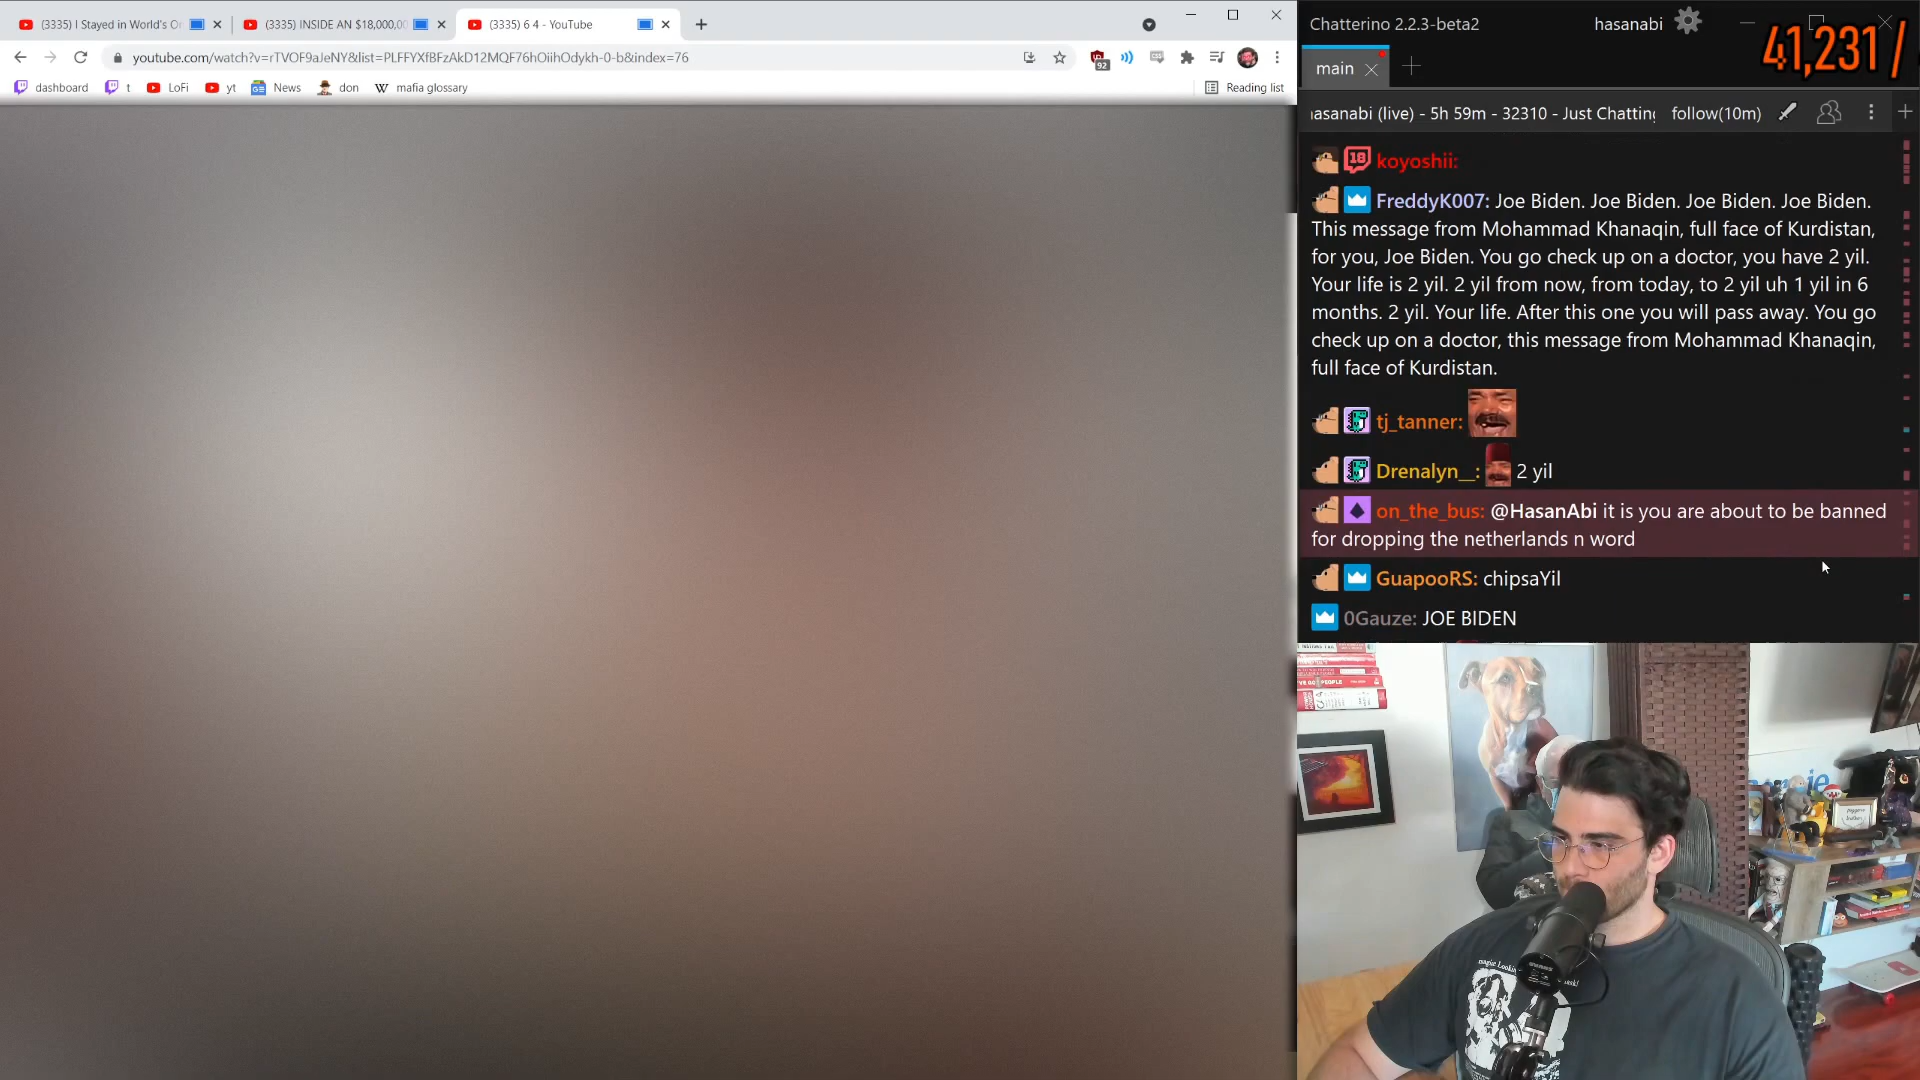 (3335) I Stayed in World's O
(3335) INSIDE AN $18,000,00
(3335) 6 4 - YouTube
youtube.com/watch?v=rTVOF9aJeNY&list=PLFFYXfBFzAkD12MQF76hOiihOdykh-0-b&index=76
92
dashboard
t
LoFi
yt
News
don
mafia glossary
Reading list
Chatterino 2.2.3-beta2
hasanabi
41,231 /
main
asanabi (live) - 5h 59m - 32310 - Just Chatting
follow(10m)
18 koyoshii:
FreddyK007: Joe Biden. Joe Biden. Joe Biden. Joe Biden.
This message from Mohammad Khanaqin, full face of Kurdistan,
for you, Joe Biden. You go check up on a doctor, you have 2 yil.
Your life is 2 yil. 2 yil from now, from today, to 2 yil uh 1 yil in 6
months. 2 yil. Your life. After this one you will pass away. You go
check up on a doctor, this message from Mohammad Khanaqin,
full face of Kurdistan.
tj_tanner:
Drenalyn__: 2 yil
on_the_bus: @HasanAbi it is you are about to be banned
for dropping the netherlands n word
GuapooRS: chipsaYil
0Gauze: JOE BIDEN